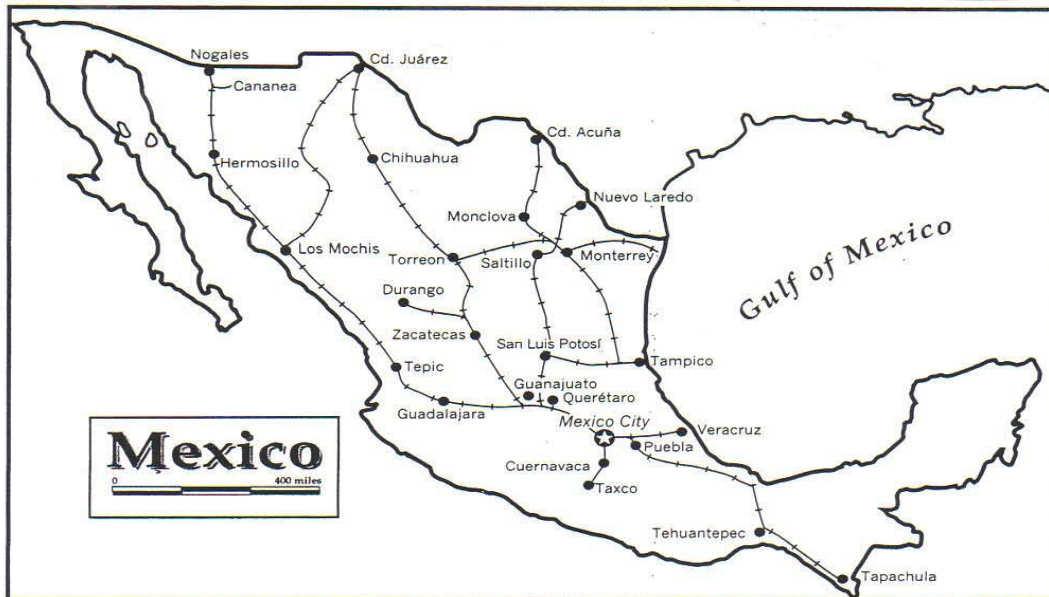 Nogales
Cd. Juárez
Cananea
Cd. Acuña
Hermosillo
Chihuahua
Nuevo Laredo
Monclova
Los Mochis
Torreon
Saltillo
Monterrey
Gulf of Mexico
Durango
Zacatecas
San Luis Potosí
Tepic
Tampico
Guanajuato
Guadalajara
Querétaro
Mexico City
Veracruz
Puebla
Mexico
Cuernavaca
0 400 miles
Taxco
Tehuantepec
Tapachula